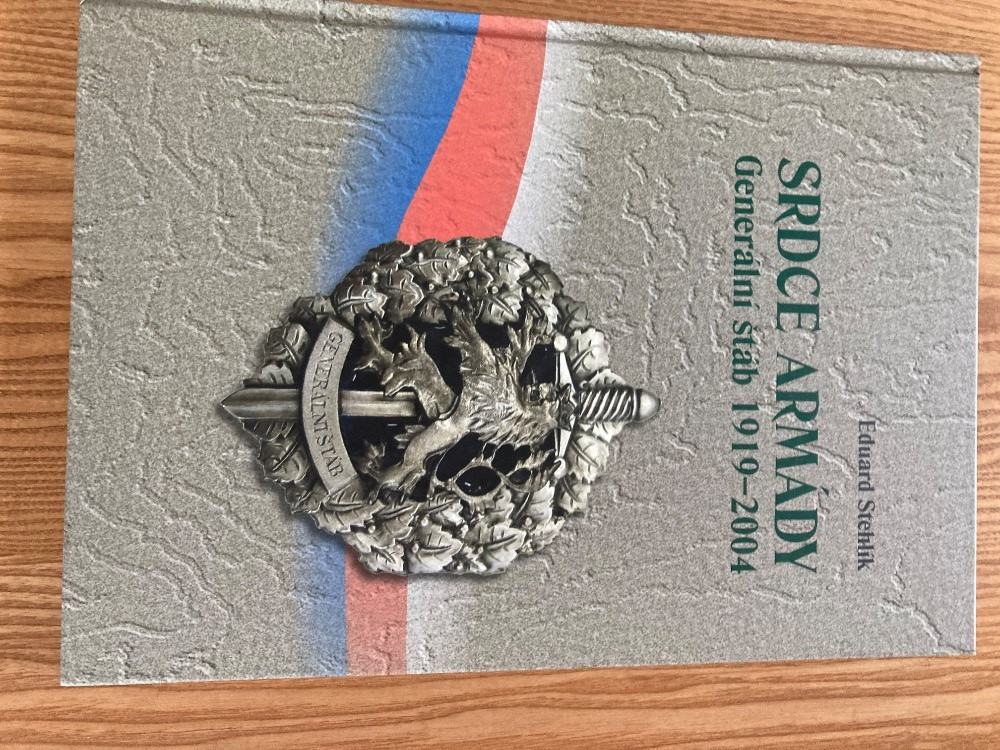 Eduard Stehlík
SRDCE ARMÁDY
Generální štáb 1919–2004
GENERÁLNÍ ŠTÁB